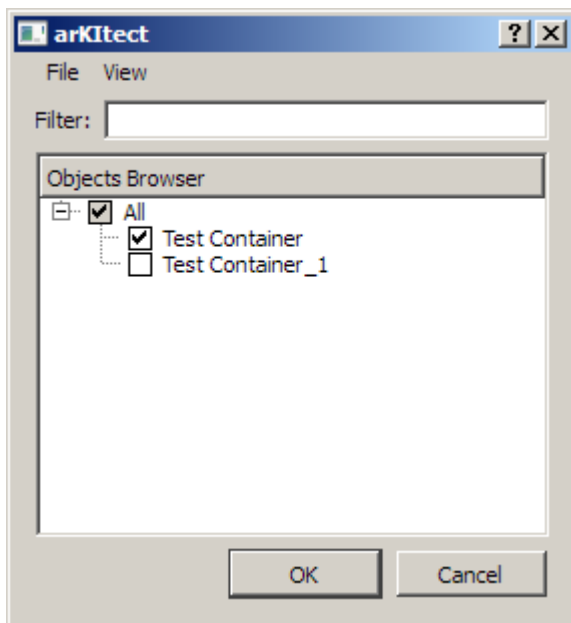 arKItect
File View
Filter:
Objects Browser
All
Test Container
Test Container_1
OK Cancel